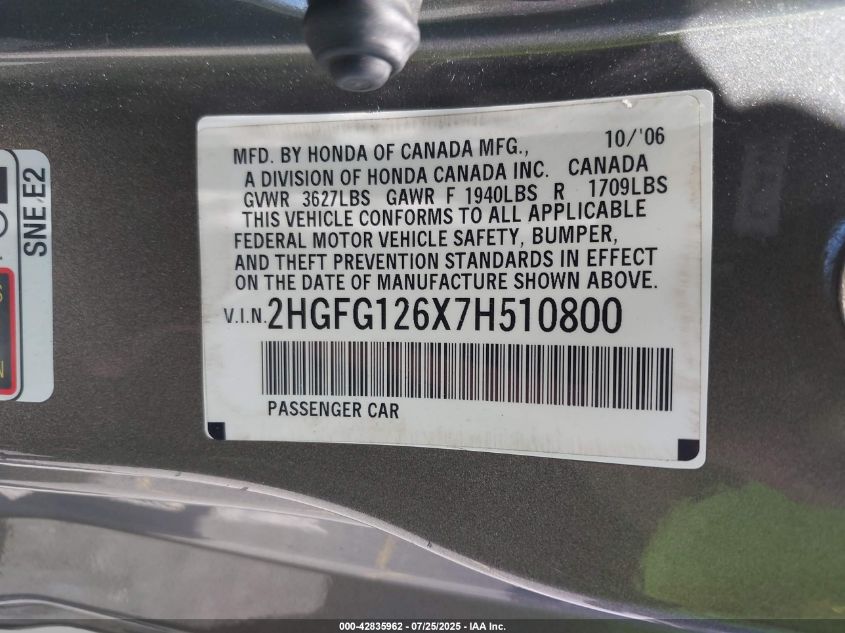 10/'06
MFD. BY HONDA OF CANADA MFG.,
A DIVISION OF HONDA CANADA INC. CANADA
GVWR 3627LBS GAWR F 1940LBS R 1709LBS
THIS VEHICLE CONFORMS TO ALL APPLICABLE
FEDERAL MOTOR VEHICLE SAFETY, BUMPER,
AND THEFT PREVENTION STANDARDS IN EFFECT
ON THE DATE OF MANUFACTURE SHOWN ABOVE.
V.I.N. 2HGFG126X7H510800
PASSENGER CAR
SNE/E2
000-42835962 / 07/25/2025 - IAA Inc.